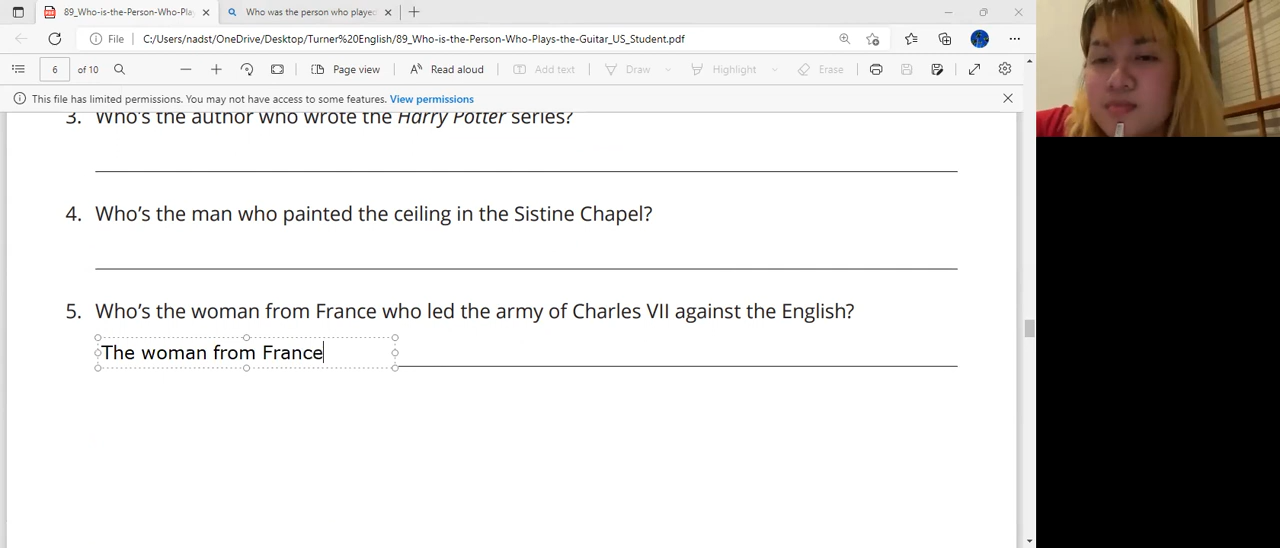 89_Who-is-the-Person-Who-Pla
Who was the person who played
File
C:/Users/nadst/OneDrive/Desktop/Turner%20English/89_Who-is-the-Person-Who-Plays-the-Guitar_US_Student.pdf
6 of 10
Page view
Read aloud
Add text
Draw
Highlight
Erase
This file has limited permissions. You may not have access to some features. View permissions
3. Who's the author who wrote the Harry Potter series?
4. Who's the man who painted the ceiling in the Sistine Chapel?
5. Who's the woman from France who led the army of Charles VII against the English?
The woman from France